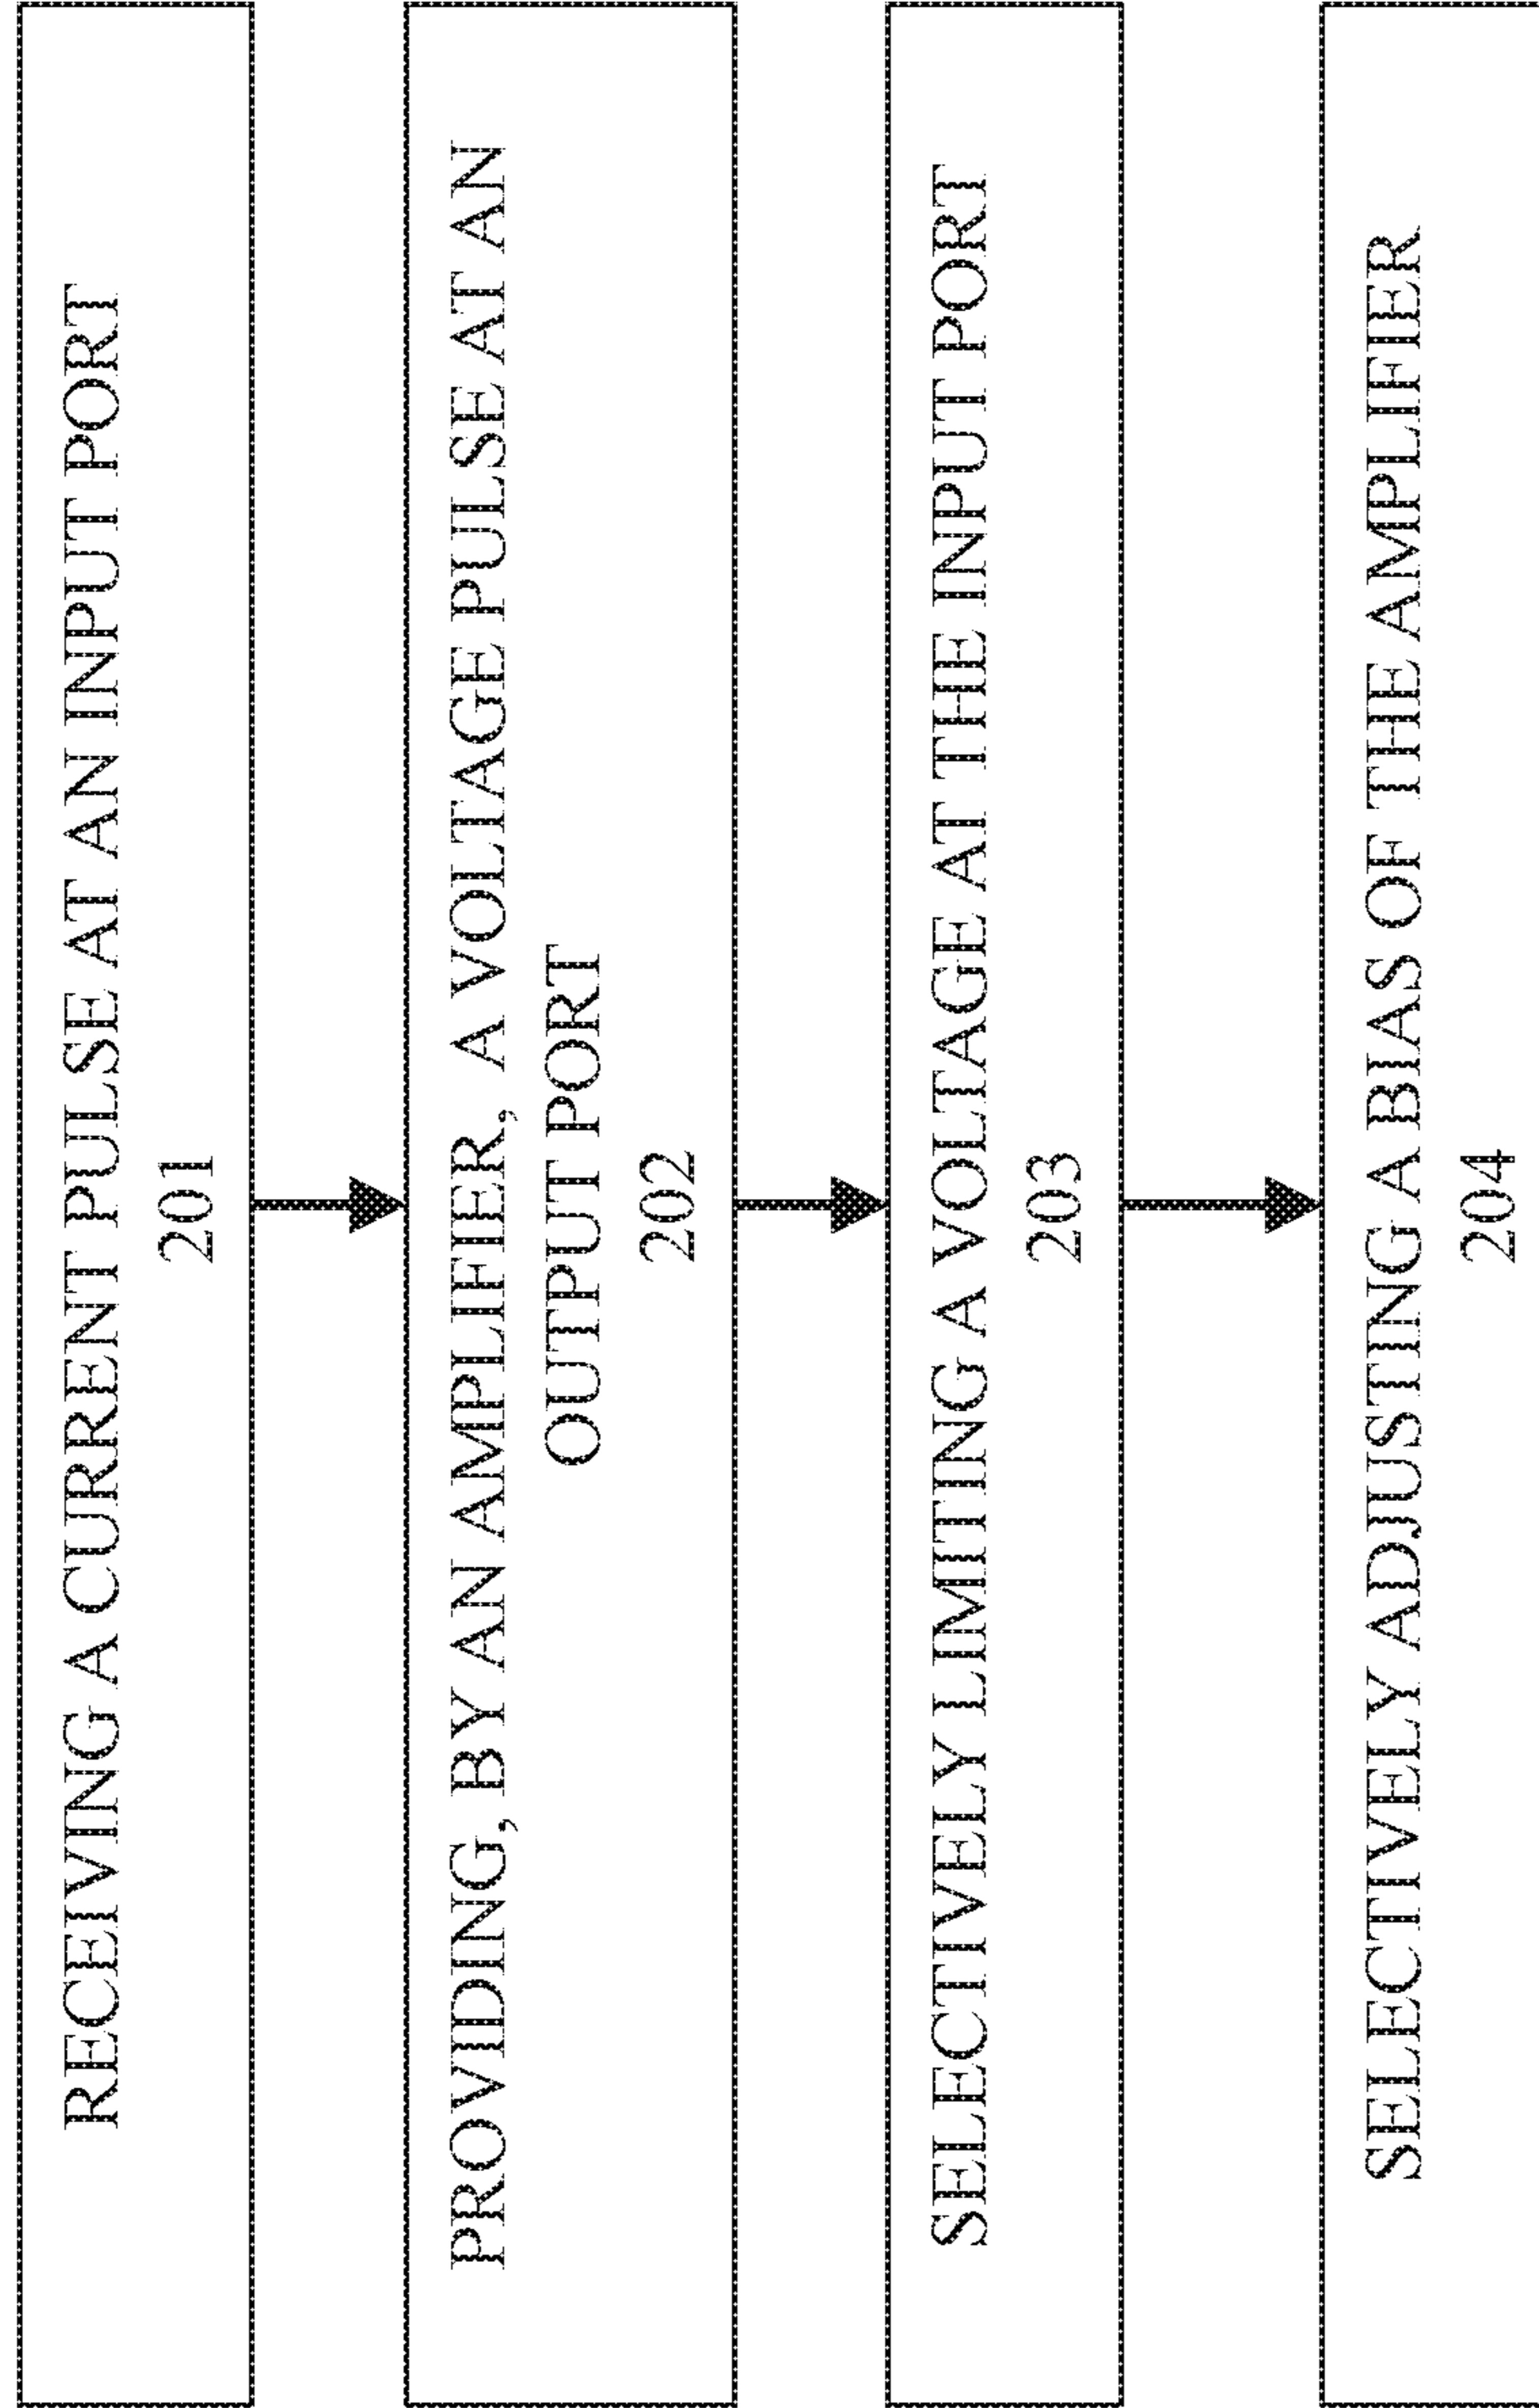 RECEIVING A CURRENT PULSE AT AN INPUT PORT
201
PROVIDING, BY AN AMPLIFIER, A VOLTAGE PULSE AT AN
OUTPUT PORT
202
SELECTIVELY LIMITING A VOLTAGE AT THE INPUT PORT
203
SELECTIVELY ADJUSTING A BIAS OF THE AMPLIFIER
204